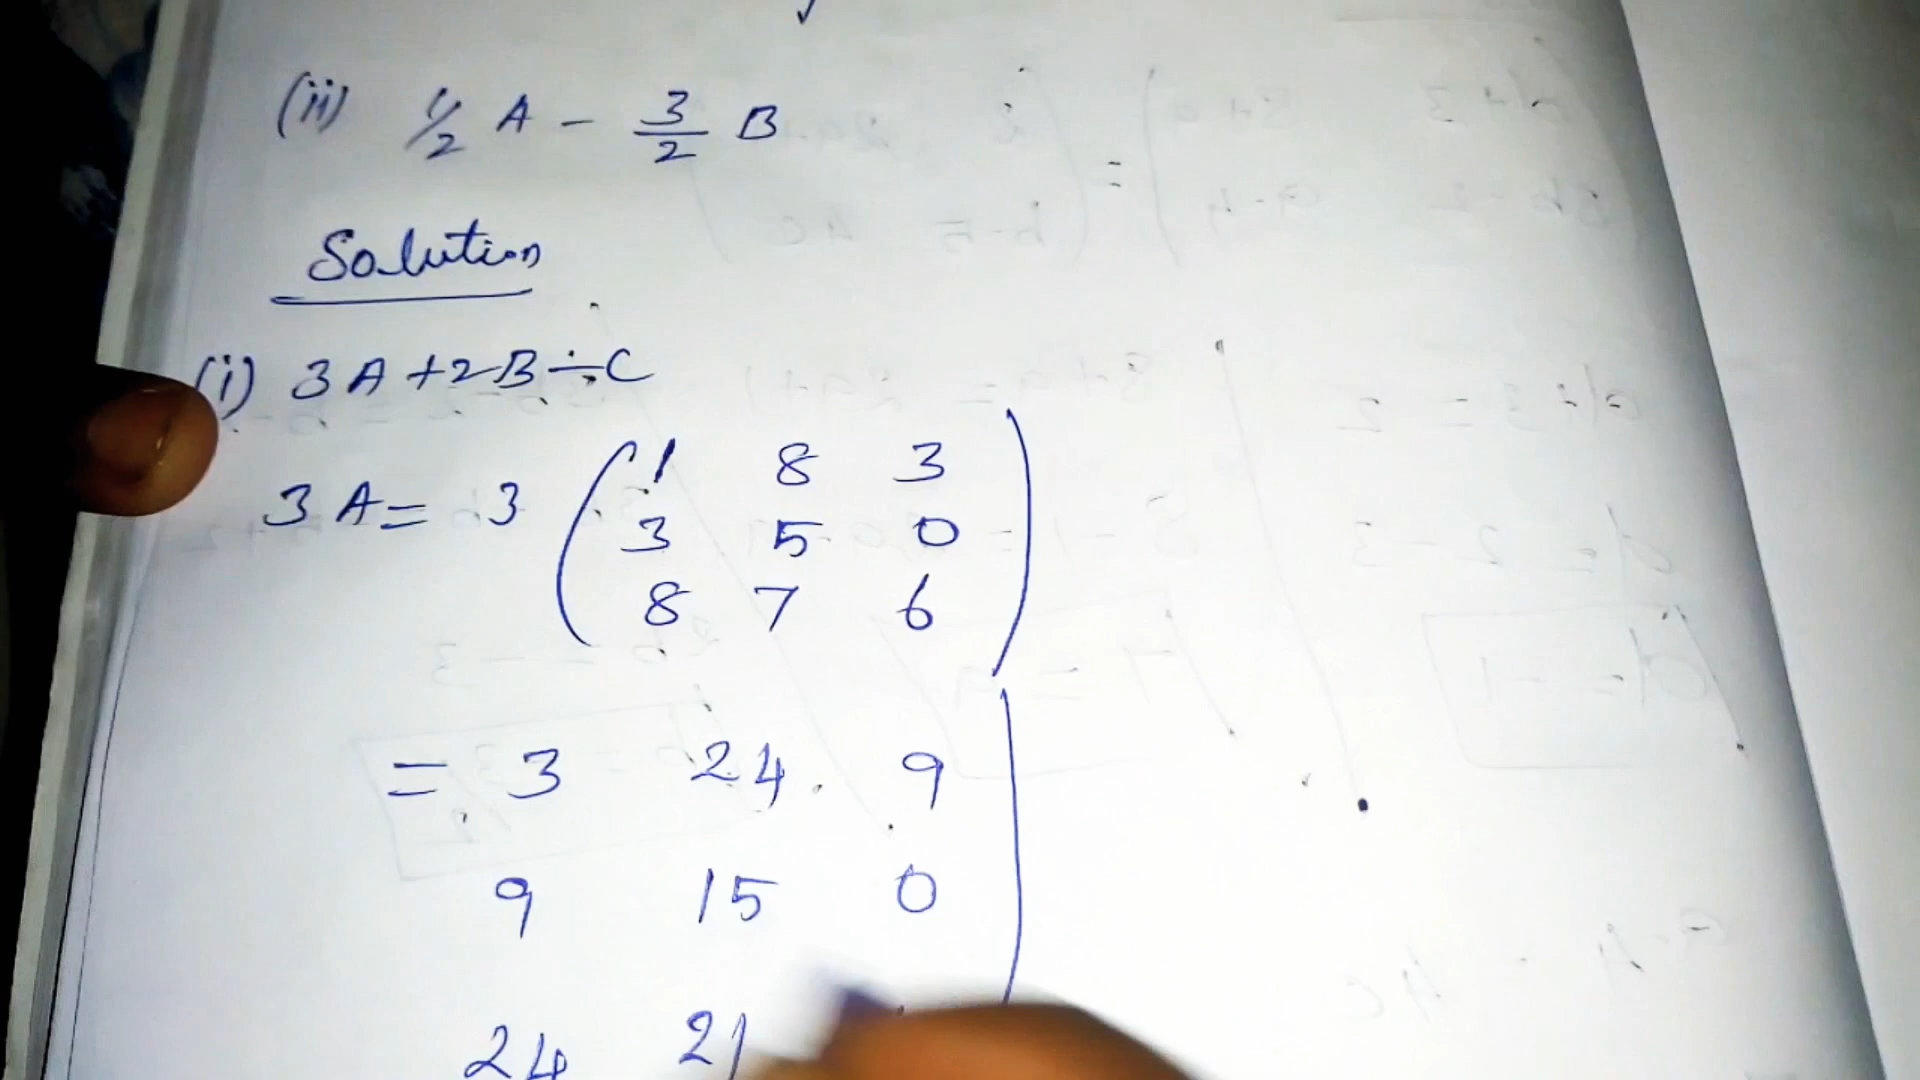 (ii) 1/2 A - 3/2 B
Solution
(i) 3A+2B÷C
3A= 3 (1 8 3
3 5 0
8 7 6)
= 3 24 9
9 15 0
24 21